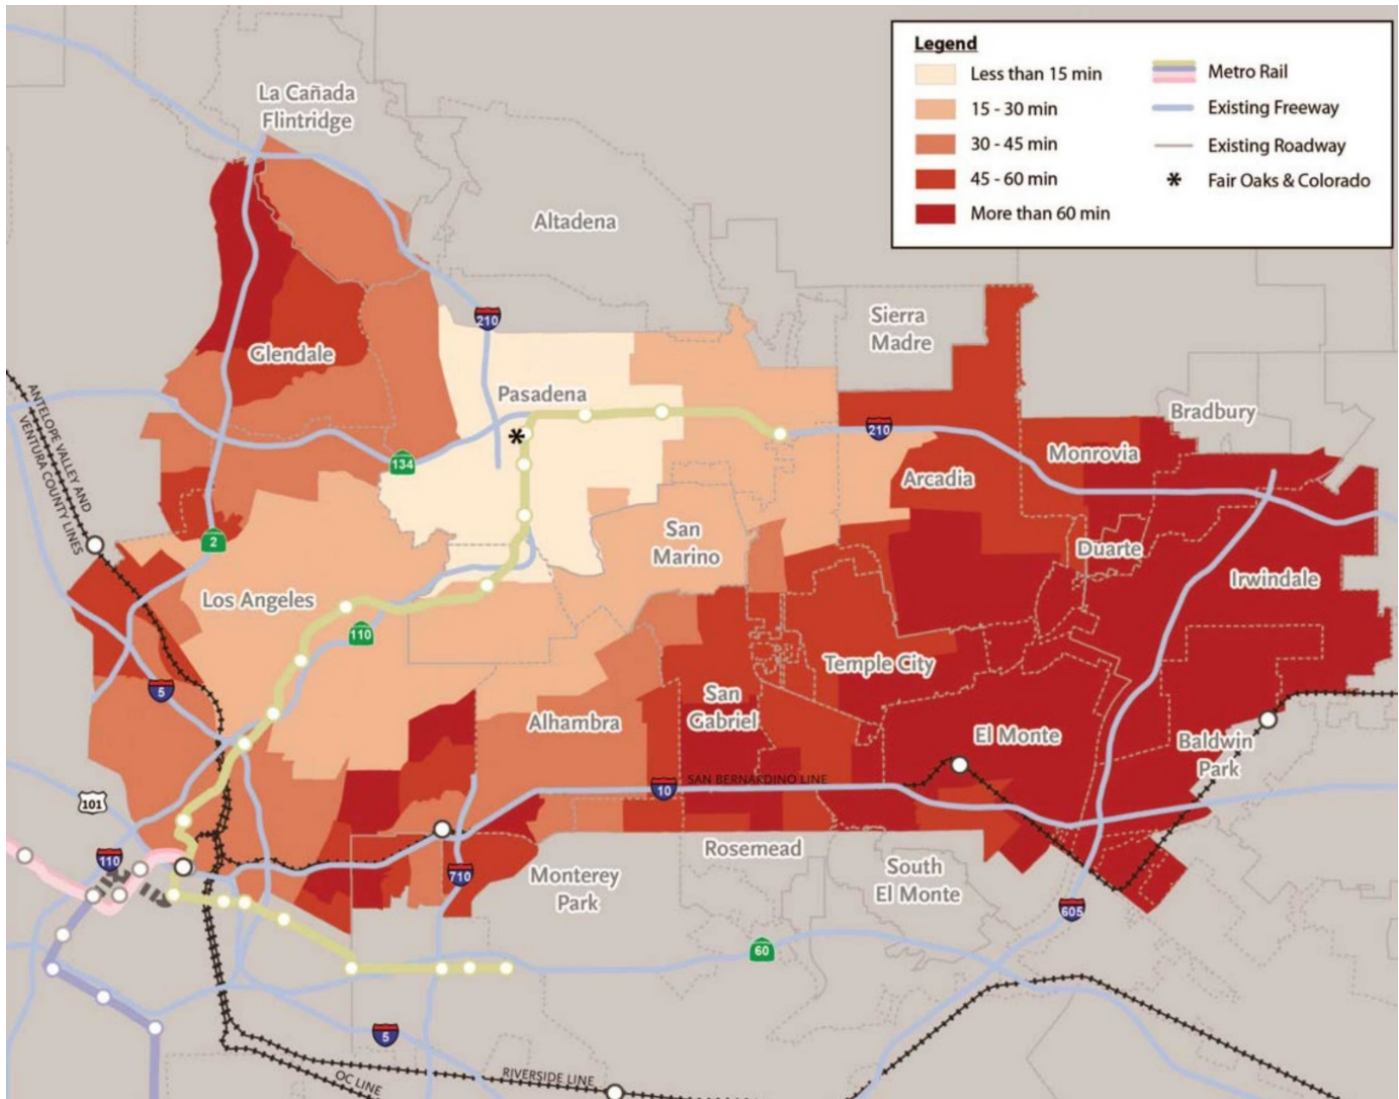 Legend
Less than 15 min
15 - 30 min
30 - 45 min
45 - 60 min
More than 60 min
Metro Rail
Existing Freeway
Existing Roadway
* Fair Oaks & Colorado
La Cañada
Flintridge
Altadena
210
Sierra
Madre
Glendale
Pasadena
ANTELOPE VALLEY AND
VENTURA COUNTY LINES
Bradbury
210
Monrovia
134
*
Arcadia
2
San
Marino
Duarte
Irwindale
Los Angeles
110
Temple City
5
San
Gabriel
Alhambra
El Monte
Baldwin
Park
SAN BERNARDINO LINE
10
101
110
710
Rosemead
Monterey
Park
South
El Monte
605
60
5
RIVERSIDE LINE
OC LINE